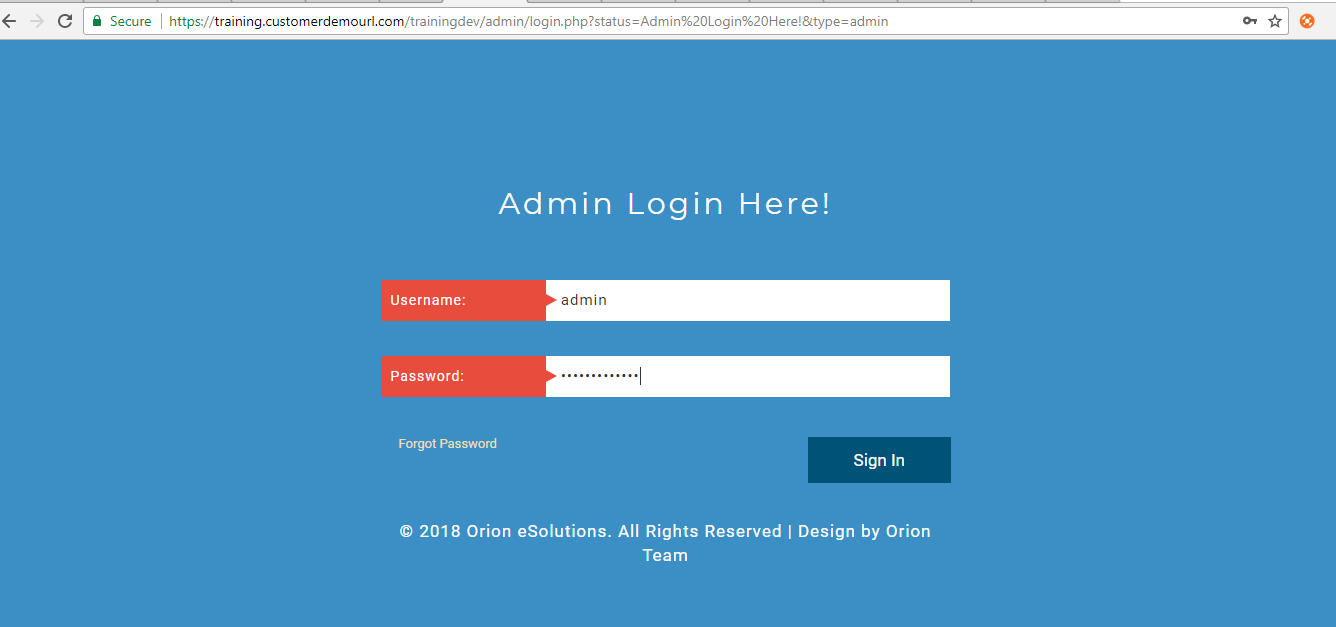 Secure https://training.customerdemourl.com/trainingdev/admin/login.php?status=Admin%20Login%20Here!&type=admin
Admin Login Here!
Username: admin
Password: •••••••••••••
Forgot Password
Sign In
© 2018 Orion eSolutions. All Rights Reserved | Design by Orion
Team